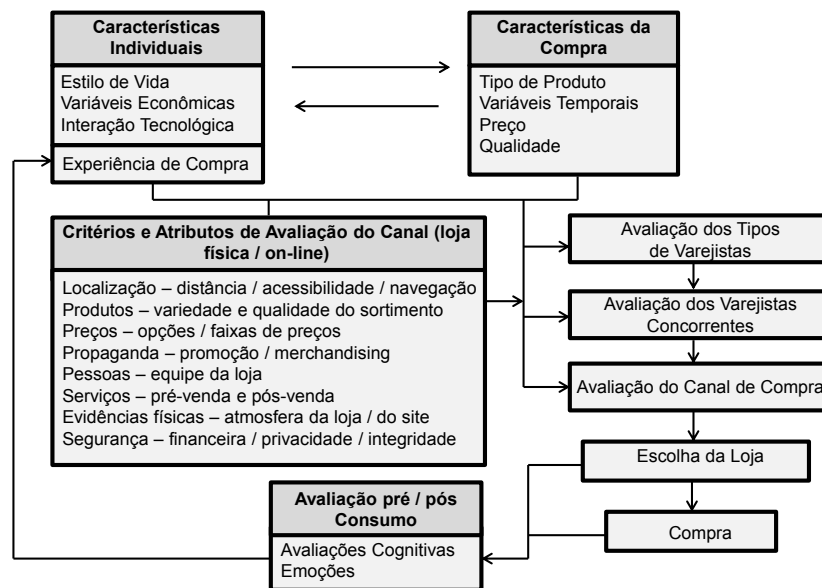 Características
Individuais
Estilo de Vida
Variáveis Econômicas
Interação Tecnológica
Experiência de Compra
Características da
Compra
Tipo de Produto
Variáveis Temporais
Preço
Qualidade
Critérios e Atributos de Avaliação do Canal (loja
física / on-line)
Localização – distância / acessibilidade / navegação
Produtos – variedade e qualidade do sortimento
Preços – opções / faixas de preços
Propaganda – promoção / merchandising
Pessoas – equipe da loja
Serviços – pré-venda e pós-venda
Evidências físicas – atmosfera da loja / do site
Segurança – financeira / privacidade / integridade
Avaliação dos Tipos
de Varejistas
Avaliação dos Varejistas
Concorrentes
Avaliação do Canal de Compra
Escolha da Loja
Compra
Avaliação pré / pós
Consumo
Avaliações Cognitivas
Emoções